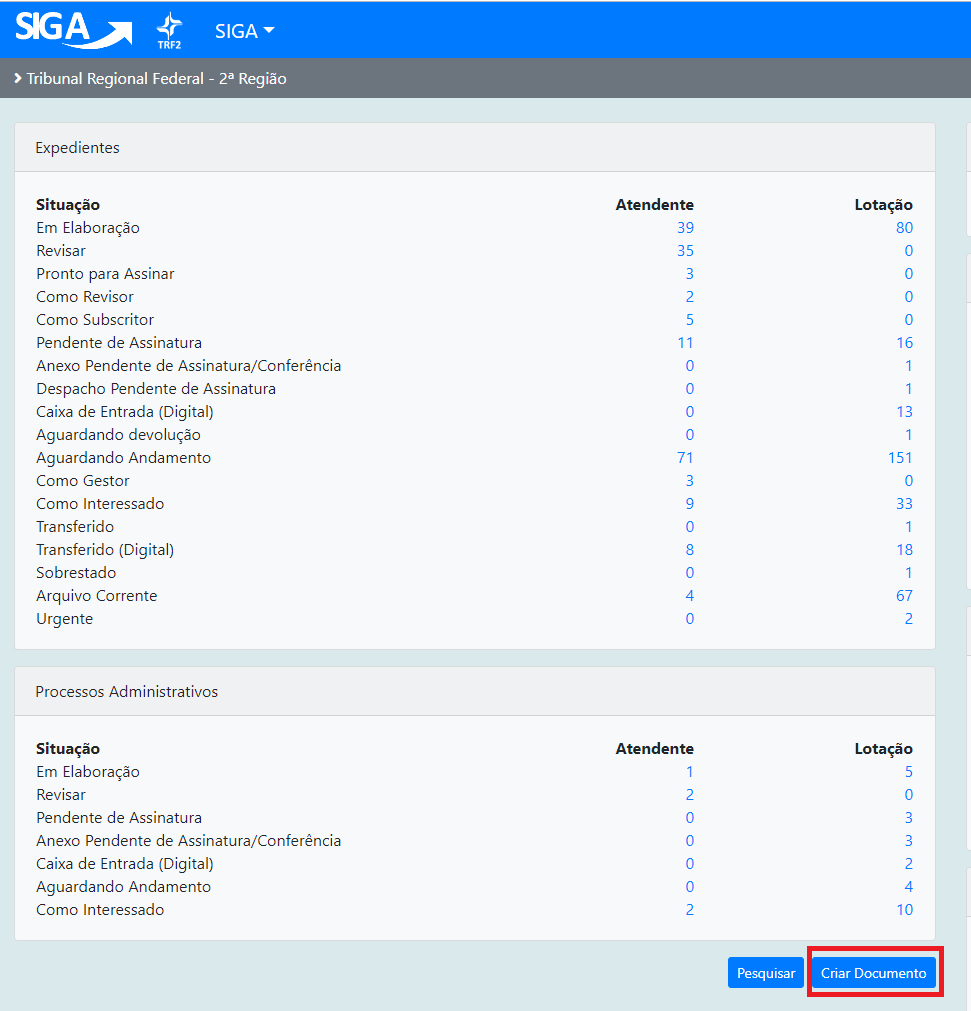 SIGA TRF2 SIGA
Tribunal Regional Federal - 2ª Região
Expedientes
Situação Atendente Lotação
Em Elaboração 39 80
Revisar 35 0
Pronto para Assinar 3 0
Como Revisor 2 0
Como Subscritor 5 0
Pendente de Assinatura 11 16
Anexo Pendente de Assinatura/Conferência 0 1
Despacho Pendente de Assinatura 0 1
Caixa de Entrada (Digital) 0 13
Aguardando devolução 0 1
Aguardando Andamento 71 151
Como Gestor 3 0
Como Interessado 9 33
Transferido 0 1
Transferido (Digital) 8 18
Sobrestado 0 1
Arquivo Corrente 4 67
Urgente 0 2
Processos Administrativos
Situação Atendente Lotação
Em Elaboração 1 5
Revisar 2 0
Pendente de Assinatura 0 3
Anexo Pendente de Assinatura/Conferência 0 3
Caixa de Entrada (Digital) 0 2
Aguardando Andamento 0 4
Como Interessado 2 10
Pesquisar Criar Documento